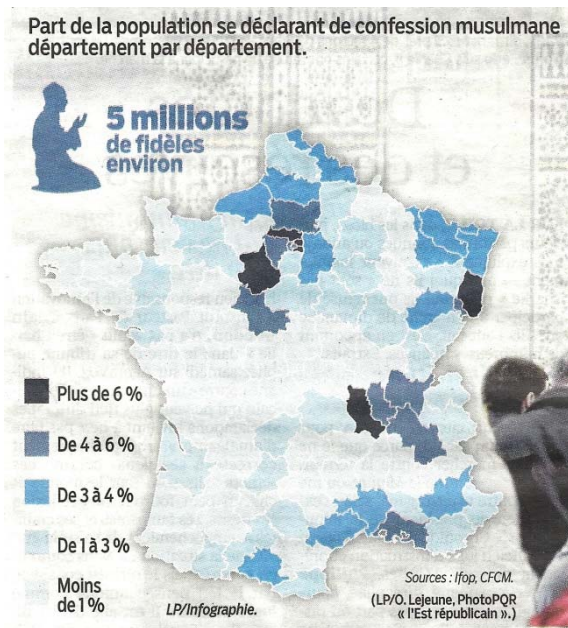 Part de la population se déclarant de confession musulmane
département par département.
5 millions
de fidèles
environ
Plus de 6 %
De 4 à 6 %
De 3 à 4 %
De 1 à 3 %
Moins
de 1 %
LP/Infographie.
Sources : Ifop, CFCM.
(LP/O. Lejeune, PhotoPQR
« l'Est républicain ».)